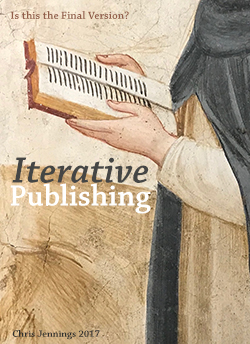 Is this the Final Version?
Iterative
Publishing
Chris Jennings 2017